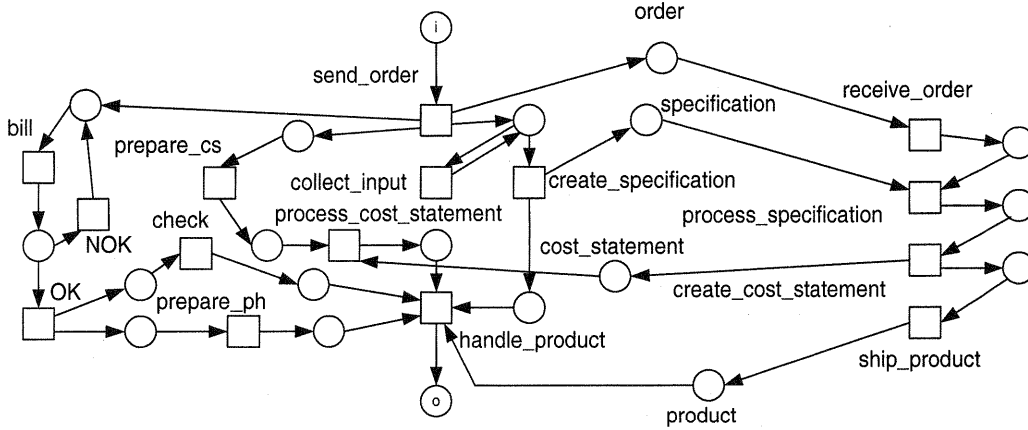 order
i
send_order
receive_order
specification
bill
prepare_cs
collect_input
create_specification
process_cost_statement
process_specification
check
NOK
cost_statement
OK
prepare_ph
create_cost_statement
handle_product
ship_product
o
product